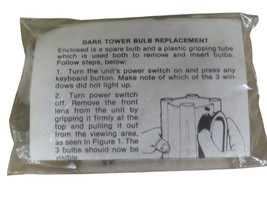 DARK TOWER BULB REPLACEMENT
Enclosed is a spare bulb and a plastic gripping tube
which is used both to remove and insert bulbs.
Follow steps, below:
1. Turn the unit's power switch on and press any
keyboard button. Make note of which of the 3 win-
dows did not light up.
2. Turn power switch
off. Remove the front
lens from the unit by
gripping it firmly at the
top and pulling it out
from the viewing area,
as seen in Figure 1. The
3 bulbs should now be
visible.